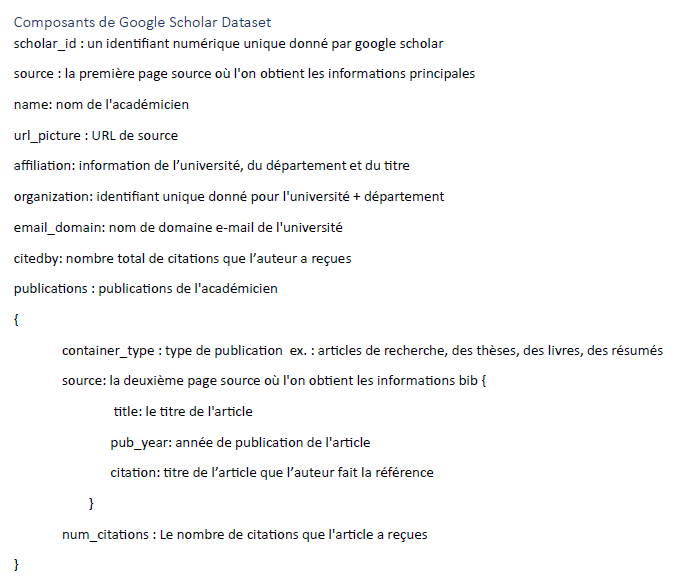 Composants de Google Scholar Dataset
scholar_id : un identifiant numérique unique donné par google scholar
source : la première page source où l'on obtient les informations principales
name: nom de l'académicien
url_picture : URL de source
affiliation: information de l’université, du département et du titre
organization: identifiant unique donné pour l'université + département
email_domain: nom de domaine e-mail de l'université
citedby: nombre total de citations que l’auteur a reçues
publications : publications de l'académicien
{
container_type : type de publication ex. : articles de recherche, des thèses, des livres, des résumés
source: la deuxième page source où l'on obtient les informations bib {
title: le titre de l'article
pub_year: année de publication de l'article
citation: titre de l’article que l’auteur fait la référence
}
num_citations : Le nombre de citations que l'article a reçues
}